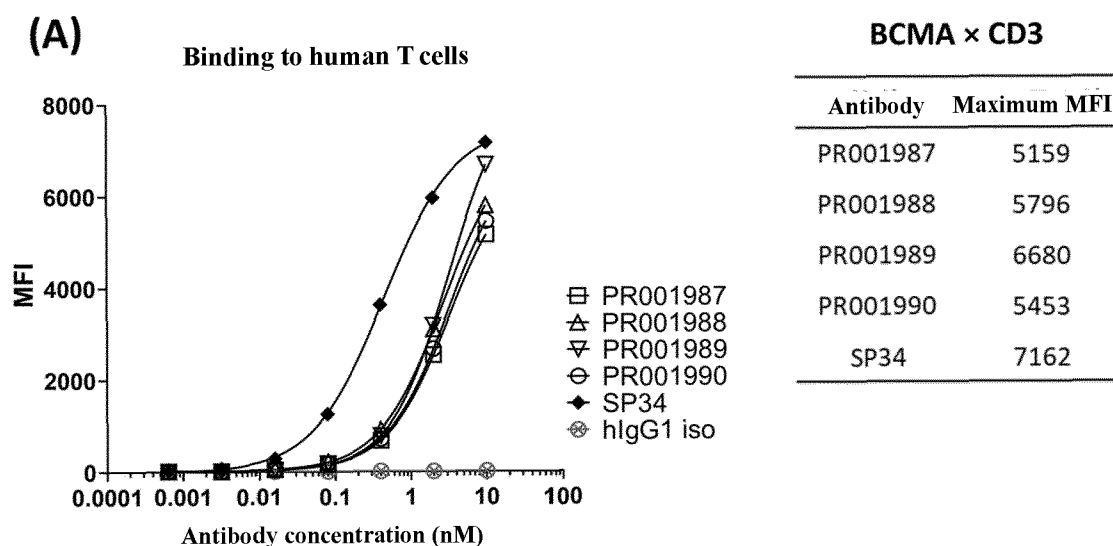 (A)
Binding to human T cells
MFI
8000
6000
4000
2000
0
0.0001 0.001 0.01 0.1 1 10 100
Antibody concentration (nM)
PR001987
PR001988
PR001989
PR001990
SP34
hIgG1 iso
BCMA × CD3
Antibody Maximum MFI
PR001987 5159
PR001988 5796
PR001989 6680
PR001990 5453
SP34 7162